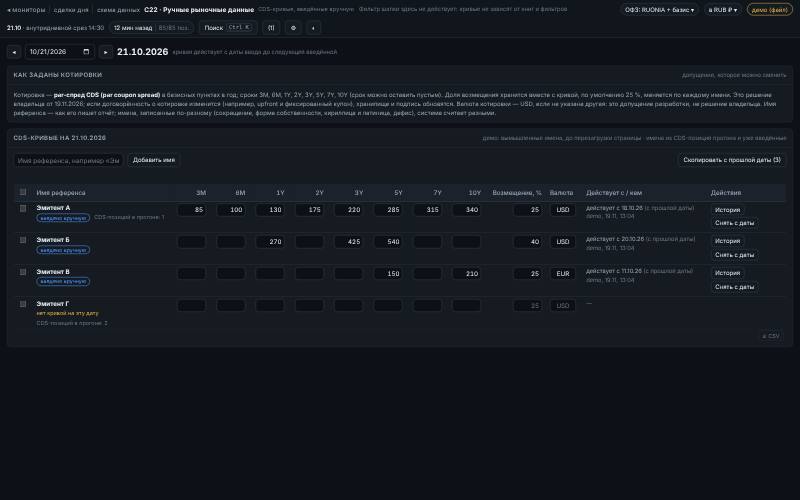 ◂ мониторы сделки дня схема данных C22 · Ручные рыночные данные CDS-кривые, введённые вручную Фильтр шапки здесь не действует: кривые не зависят от книг и фильтров ОФЗ: RUONIA + базис ▾ в RUB ₽ ▾ демо (файл)
21.10 · внутридневной срез 14:30 12 мин назад 85/85 поз. Поиск Ctrl K (1)
◂ 10/21/2026 ▸ 21.10.2026 кривая действует с даты ввода до следующей введённой
КАК ЗАДАНЫ КОТИРОВКИ допущение, которое можно сменить
Котировка — par-спред CDS (par coupon spread) в базисных пунктах в год; сроки 3M, 6M, 1Y, 2Y, 3Y, 5Y, 7Y, 10Y (срок можно оставить пустым). Доля возмещения хранится вместе с кривой, по умолчанию 25 %, меняется по каждому имени. Это решение
владельца от 19.11.2026; если договорённость о котировке изменится (например, upfront и фиксированный купон), хранилище и подпись обновятся. Валюта котировки — USD, если не указана другая: это допущение разработки, не решение владельца. Имя
референса — как его пишет отчёт; имена, записанные по-разному (сокращение, форма собственности, кириллица и латиница, дефис), система считает разными.
CDS-КРИВЫЕ НА 21.10.2026 демо: вымышленные имена, до перезагрузки страницы · имена из CDS-позиций прогона и уже введённые
Имя референса, например «Эм Добавить имя Скопировать с прошлой даты (3)
Имя референса 3M 6M 1Y 2Y 3Y 5Y 7Y 10Y Возмещение, % Валюта Действует с / кем Действия
Эмитент А 85 100 130 175 220 285 315 340 25 USD действует с 18.10.26 (с прошлой даты) История
введено вручную CDS-позиций в прогоне: 1 demo, 19.11, 13:04 Снять с даты
Эмитент Б 270 425 540 40 USD действует с 20.10.26 (с прошлой даты) История
введено вручную demo, 19.11, 13:04 Снять с даты
Эмитент В 150 210 25 EUR действует с 11.10.26 (с прошлой даты) История
введено вручную demo, 19.11, 13:04 Снять с даты
Эмитент Г 25 USD —
нет кривой на эту дату
CDS-позиций в прогоне: 2
CSV